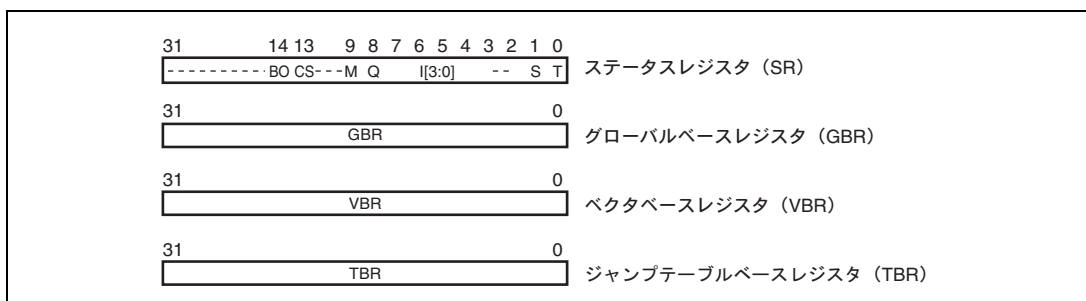 31 14 13 9 8 7 6 5 4 3 2 1 0
- - - - - - - - - - - BO CS - - - M Q I[3:0] - - S T ステータスレジスタ（SR）
31 0
GBR グローバルベースレジスタ（GBR）
31 0
VBR ベクタベースレジスタ（VBR）
31 0
TBR ジャンプテーブルベースレジスタ（TBR）